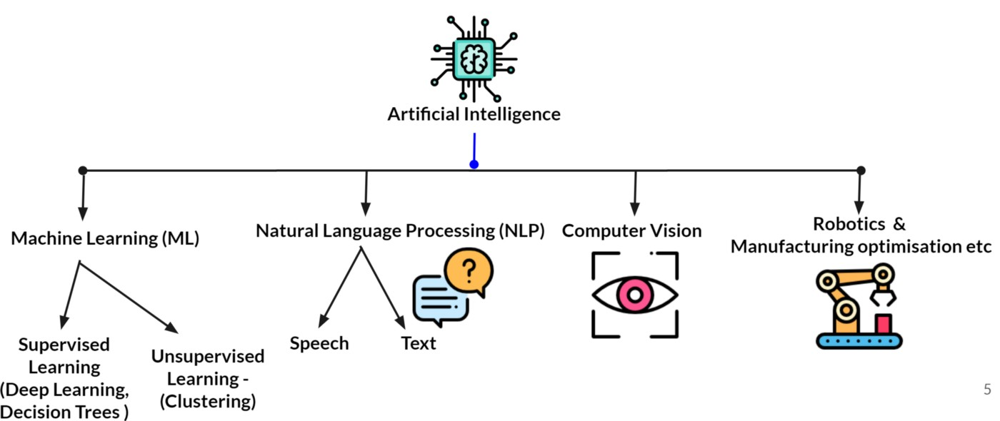 Artificial Intelligence
Machine Learning (ML)
Natural Language Processing (NLP)
Computer Vision
Robotics &
Manufacturing optimisation etc
?
Supervised
Learning
(Deep Learning,
Decision Trees )
Unsupervised
Learning -
(Clustering)
Speech
Text
5